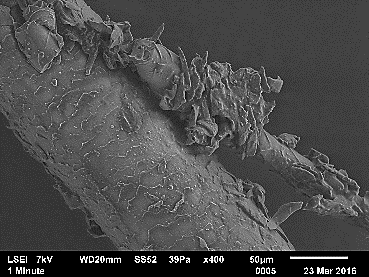 LSEI 7kV WD20mm SS52 39Pa x400 50µm
1 Minute 0005 23 Mar 2016